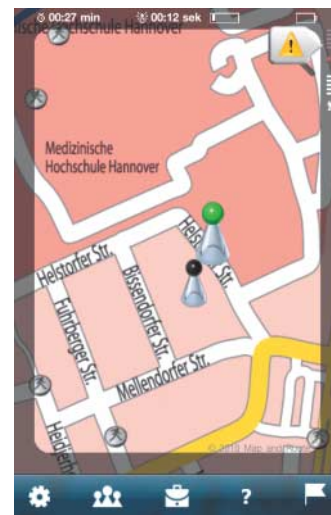 00:27 min
00:12 sek
Hochschule Hannover
Medizinische
Hochschule Hannover
Helstorfer Str.
Fuhrberger Str.
Bissendorfer Str.
Mellendorfer Str.
© 2010 Map and
?